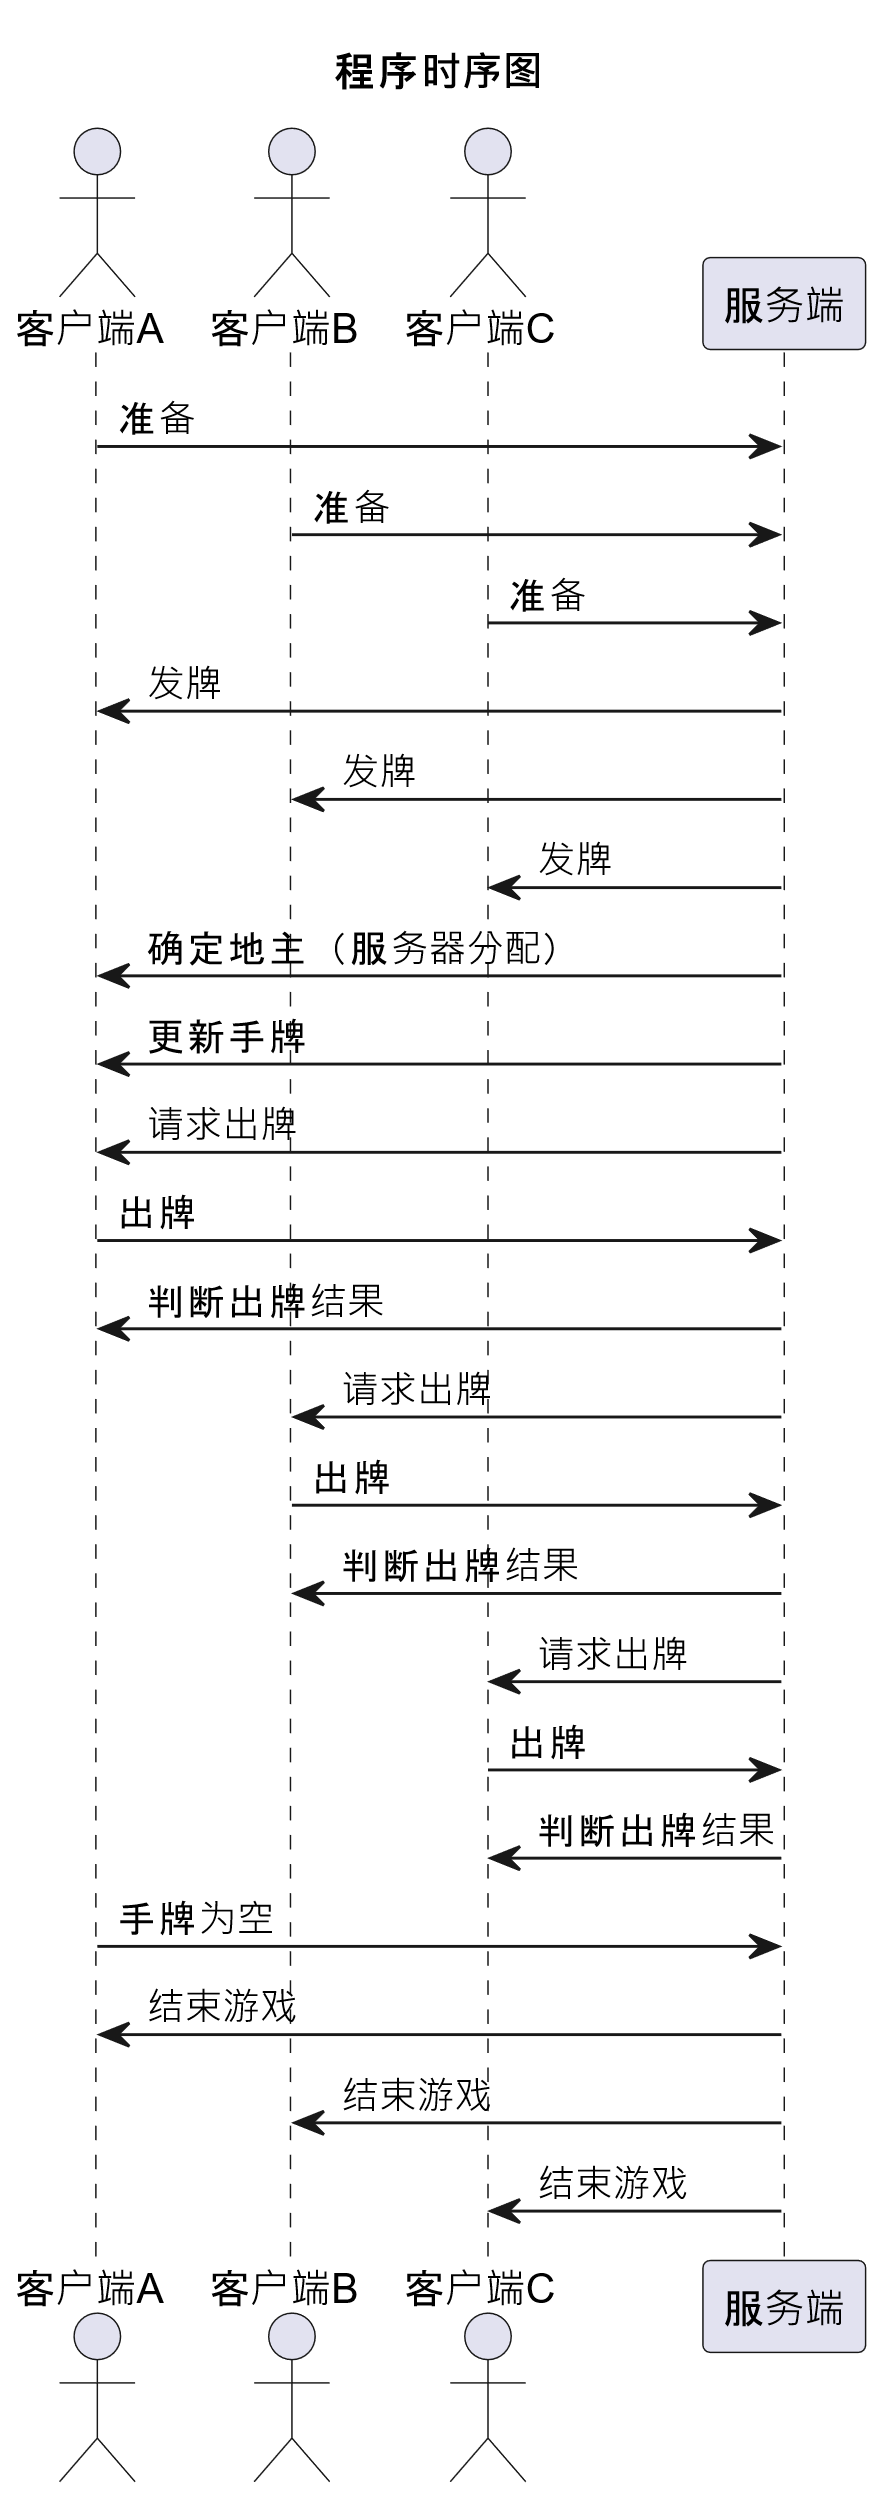 程序时序图
客户端A 客户端B 客户端C 服务端
准备
准备
准备
发牌
发牌
发牌
确定地主（服务器分配）
更新手牌
请求出牌
出牌
判断出牌结果
请求出牌
出牌
判断出牌结果
请求出牌
出牌
判断出牌结果
手牌为空
结束游戏
结束游戏
结束游戏
客户端A 客户端B 客户端C 服务端